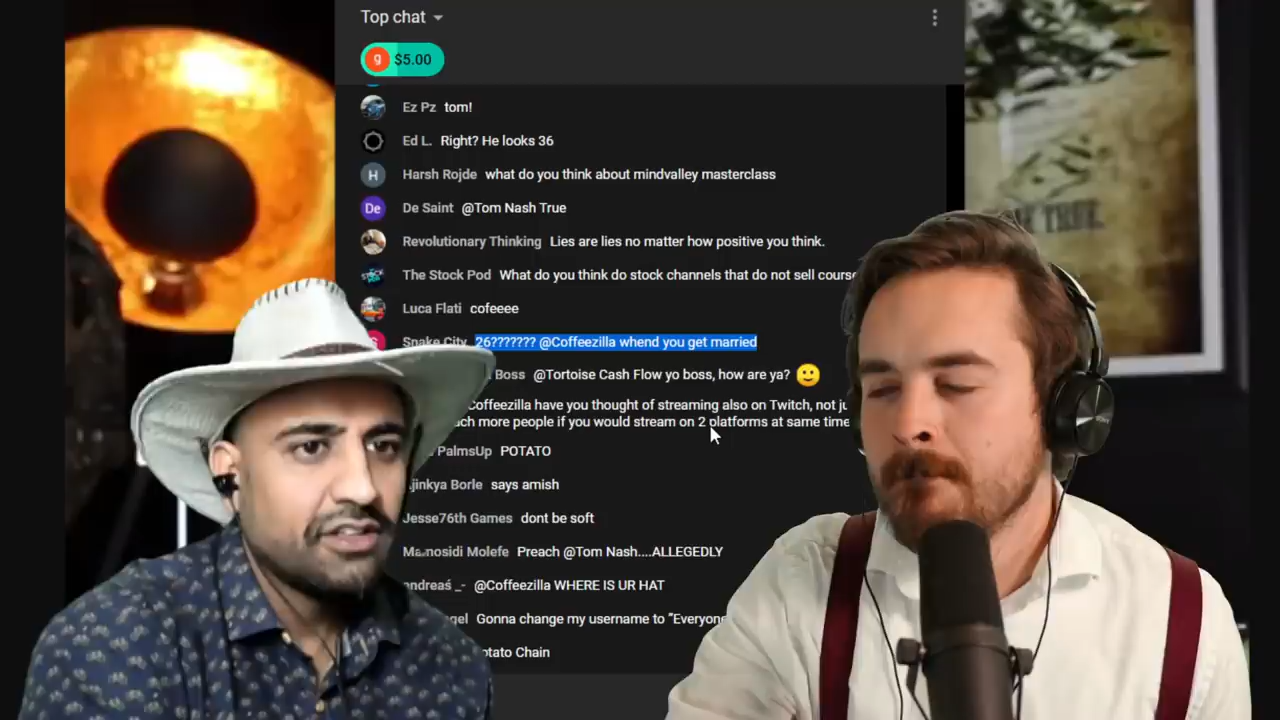 Top chat
g $5.00
Ez Pz tom!
Ed L. Right? He looks 36
H Harsh Rojde what do you think about mindvalley masterclass
De De Saint @Tom Nash True
Revolutionary Thinking Lies are lies no matter how positive you think.
The Stock Pod What do you think do stock channels that do not sell course
Luca Flati cofeeee
Snake City 26??????? @Coffeezilla whend you get married
Boss @Tortoise Cash Flow yo boss, how are ya?
Coffeezilla have you thought of streaming also on Twitch, not
more people if you would stream on 2 platforms at same time
PalmsUp POTATO
Ajinkya Borle says amish
Jesse76th Games dont be soft
Molefe Preach @Tom Nash....ALLEGEDLY
andreaś _- @Coffeezilla WHERE IS UR HAT
Gonna change my username to "Everyone
Chain
TRUE